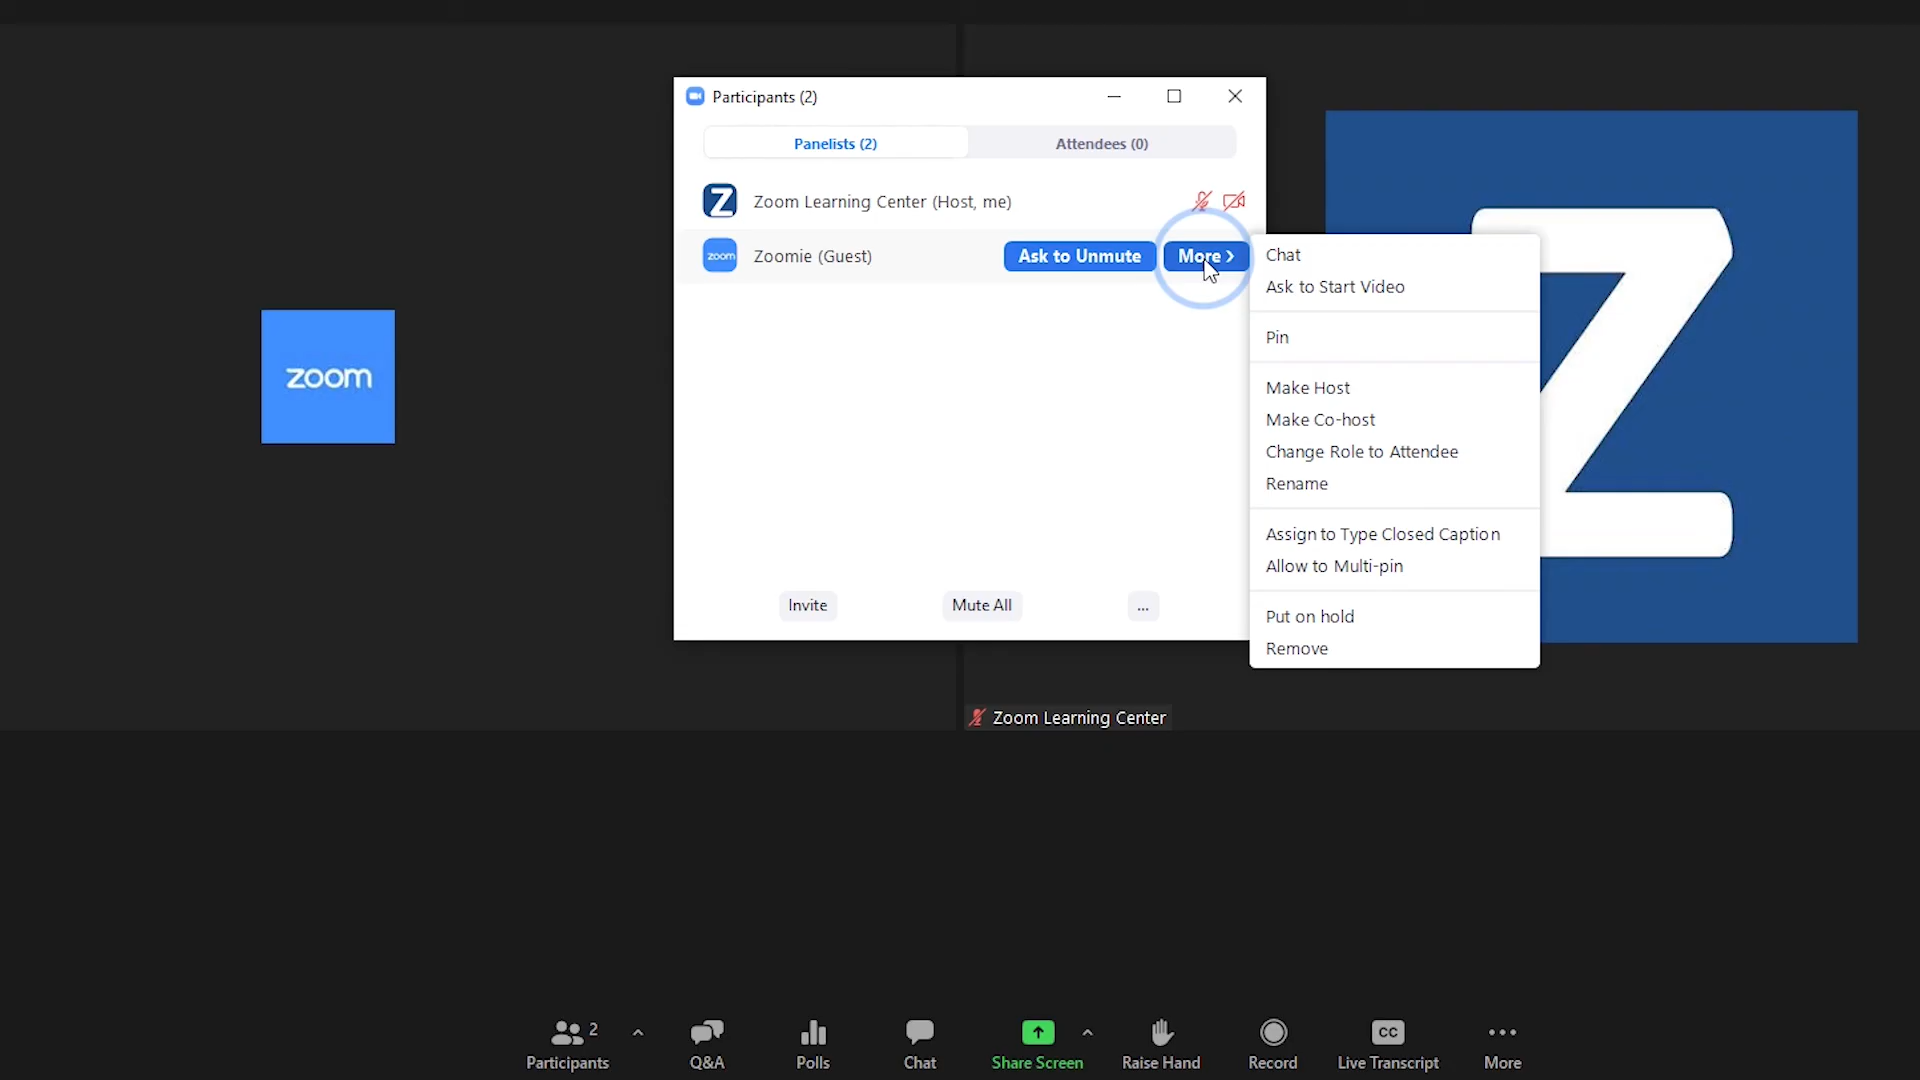 Participants (2)
Panelists (2)
Attendees (0)
Z
Zoom Learning Center (Host, me)
zoom
Zoomie (Guest)
Ask to Unmute
More >
Chat
Ask to Start Video
Pin
Make Host
Make Co-host
Change Role to Attendee
Rename
Assign to Type Closed Caption
Allow to Multi-pin
Put on hold
Remove
Invite
Mute All
...
zoom
Z
Zoom Learning Center
2
Participants
Q&A
Polls
Chat
Share Screen
Raise Hand
Record
CC
Live Transcript
More